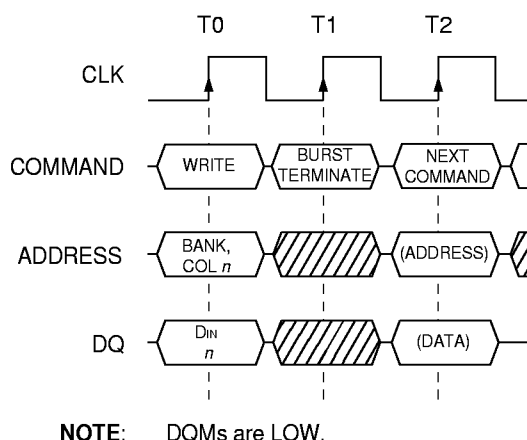 T0 T1 T2
CLK
COMMAND WRITE BURST TERMINATE NEXT COMMAND
ADDRESS BANK, COL n (ADDRESS)
DQ DIN n (DATA)
NOTE: DQMs are LOW.